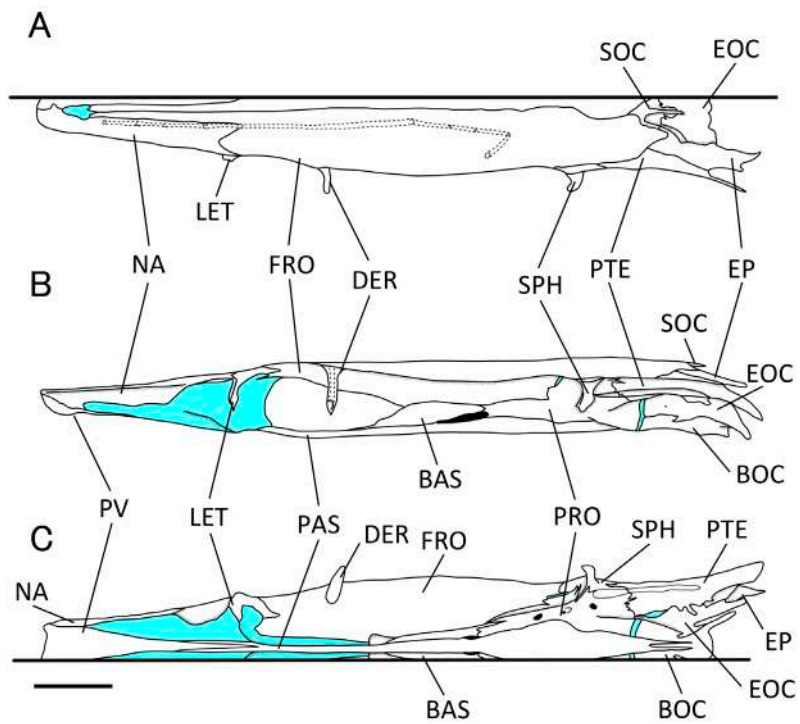 A
SOC EOC
LET
NA FRO DER SPH PTE EP
B
SOC
EOC
BAS BOC
PV LET PAS PRO
C
DER FRO SPH PTE
NA
EP
EOC
BAS BOC